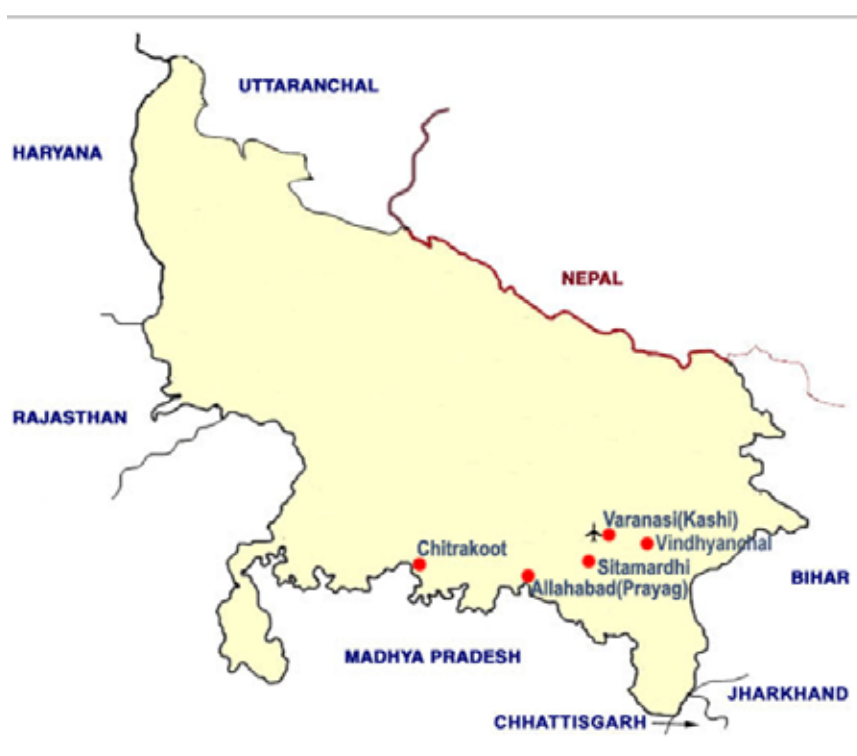 UTTARANCHAL
HARYANA
NEPAL
RAJASTHAN
Varanasi(Kashi)
Vindhyanchal
Chitrakoot
Sitamardhi
Allahabad(Prayag)
BIHAR
MADHYA PRADESH
JHARKHAND
CHHATTISGARH